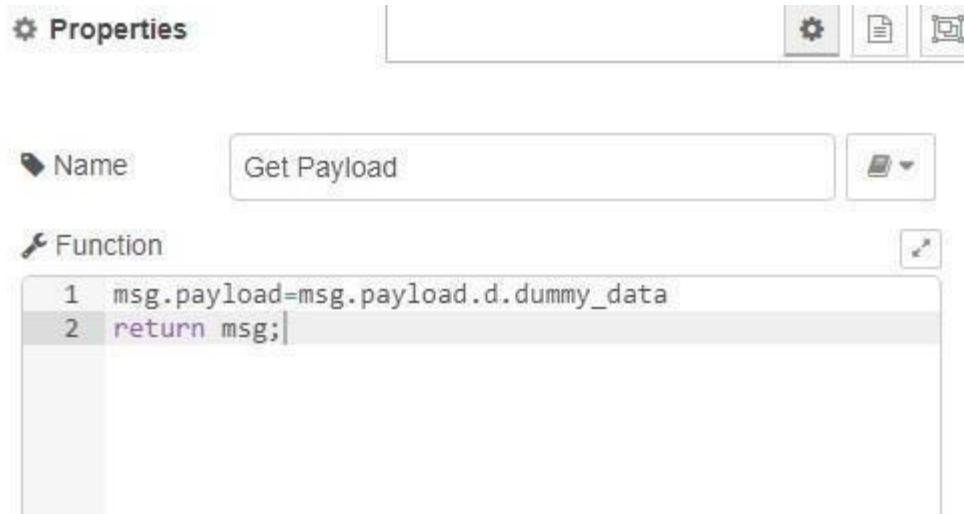 Properties
Name
Get Payload
Function
1 msg.payload=msg.payload.d.dummy_data
2 return msg;